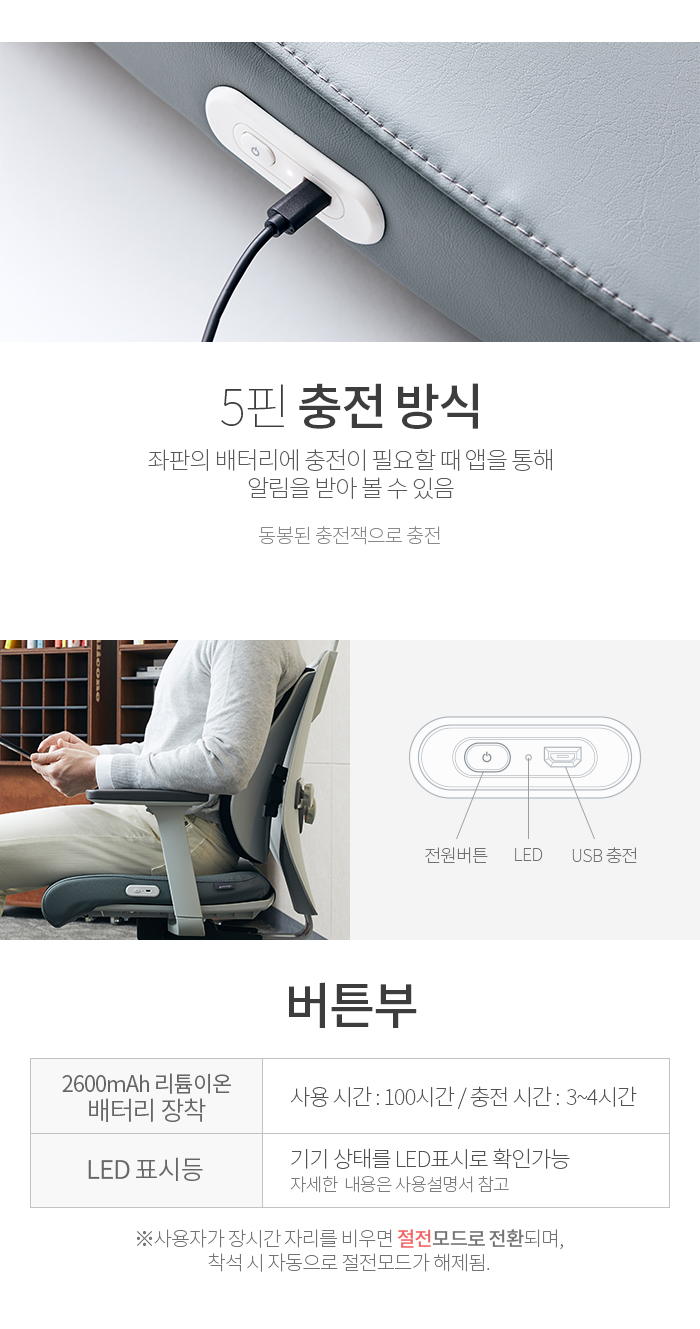 5핀 충전 방식
좌판의 배터리에 충전이 필요할 때 앱을 통해
알림을 받아 볼 수 있음
동봉된 충전잭으로 충전
전원버튼
LED
USB 충전
버튼부
2600mAh 리튬이온
배터리 장착
사용 시간 : 100시간 / 충전 시간 : 3~4시간
LED 표시등
기기 상태를 LED표시로 확인가능
자세한 내용은 사용설명서 참고
※사용자가 장시간 자리를 비우면 절전모드로 전환되며,
착석 시 자동으로 절전모드가 해제됨.